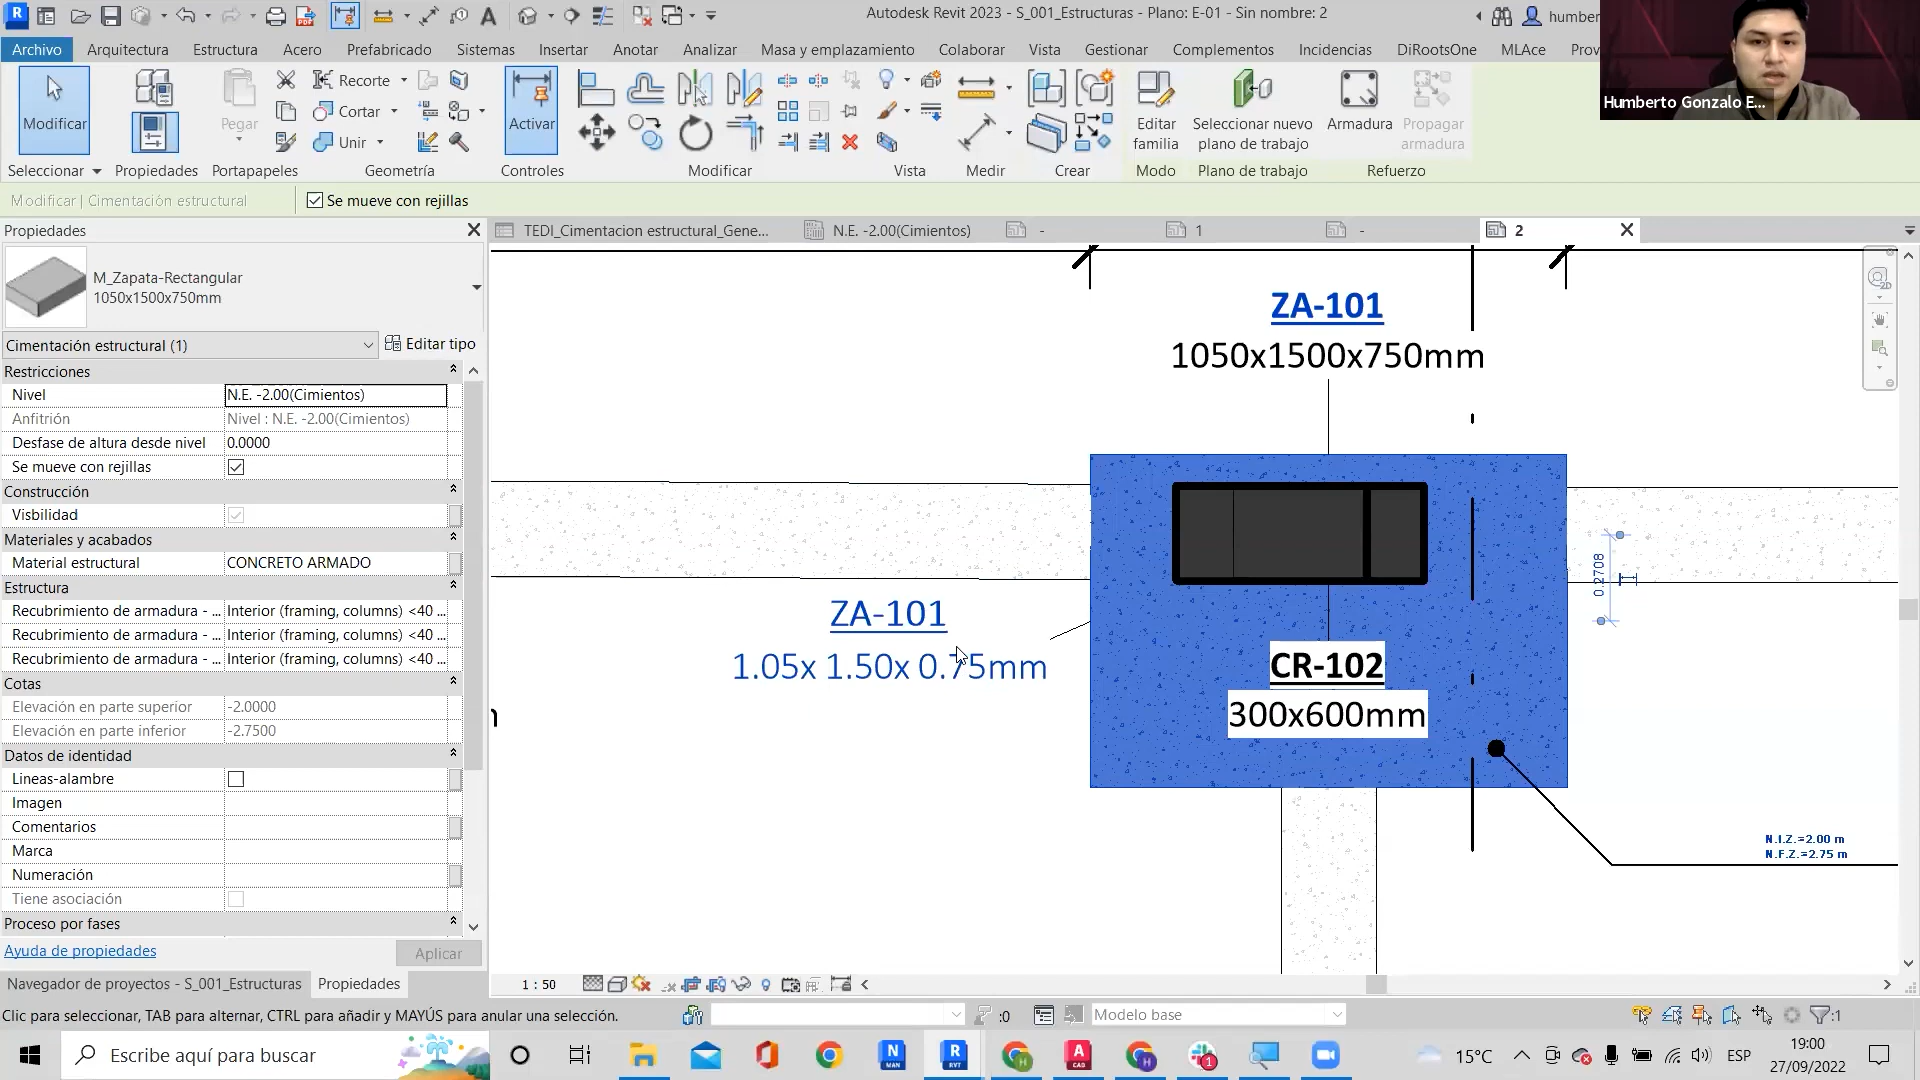 Autodesk Revit 2023 - S_001_Estructuras - Plano: E-01 - Sin nombre: 2
humber
Archivo Arquitectura Estructura Acero Prefabricado Sistemas Insertar Anotar Analizar Masa y emplazamiento Colaborar Vista Gestionar Complementos Incidencias DiRootsOne MLAce Prov
Humberto Gonzalo E...
Modificar Pegar Recorte Cortar Unir Activar Editar familia Seleccionar nuevo plano de trabajo Armadura Propagar armadura
Seleccionar Propiedades Portapapeles Geometría Controles Modificar Vista Medir Crear Modo Plano de trabajo Refuerzo
Modificar | Cimentación estructural Se mueve con rejillas
Propiedades
TEDI_Cimentacion estructural_Gene... N.E. -2.00(Cimientos) - 1 - 2
M_Zapata-Rectangular
1050x1500x750mm
Cimentación estructural (1) Editar tipo
Restricciones
Nivel N.E. -2.00(Cimientos)
Anfitrión Nivel : N.E. -2.00(Cimientos)
Desfase de altura desde nivel 0.0000
Se mueve con rejillas
Construcción
Visbilidad
Materiales y acabados
Material estructural CONCRETO ARMADO
Estructura
Recubrimiento de armadura - ... Interior (framing, columns) <40 ...
Recubrimiento de armadura - ... Interior (framing, columns) <40 ...
Recubrimiento de armadura - ... Interior (framing, columns) <40 ...
Cotas
Elevación en parte superior -2.0000
Elevación en parte inferior -2.7500
Datos de identidad
Lineas-alambre
Imagen
Comentarios
Marca
Numeración
Tiene asociación
Proceso por fases
Ayuda de propiedades Aplicar
Navegador de proyectos - S_001_Estructuras Propiedades
ZA-101
1050x1500x750mm
ZA-101
1.05x 1.50x 0.75mm
0.2708
CR-102
300x600mm
N.I.Z.=2.00 m
N.F.Z.=2.75 m
1 : 50
Clic para seleccionar, TAB para alternar, CTRL para añadir y MAYÚS para anular una selección. :0 Modelo base :1
Escribe aquí para buscar
15°C ESP
19:00
27/09/2022